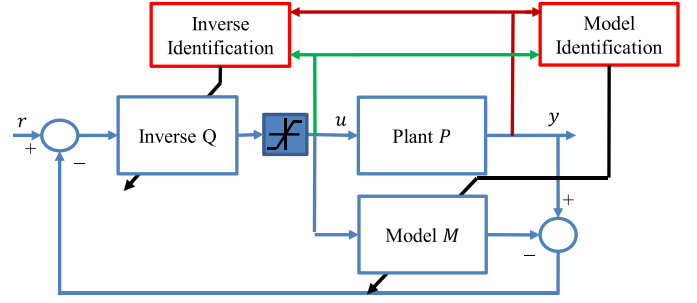 Inverse
Identification
Model
Identification
r
+
−
Inverse Q
u
Plant P
y
+
−
Model M